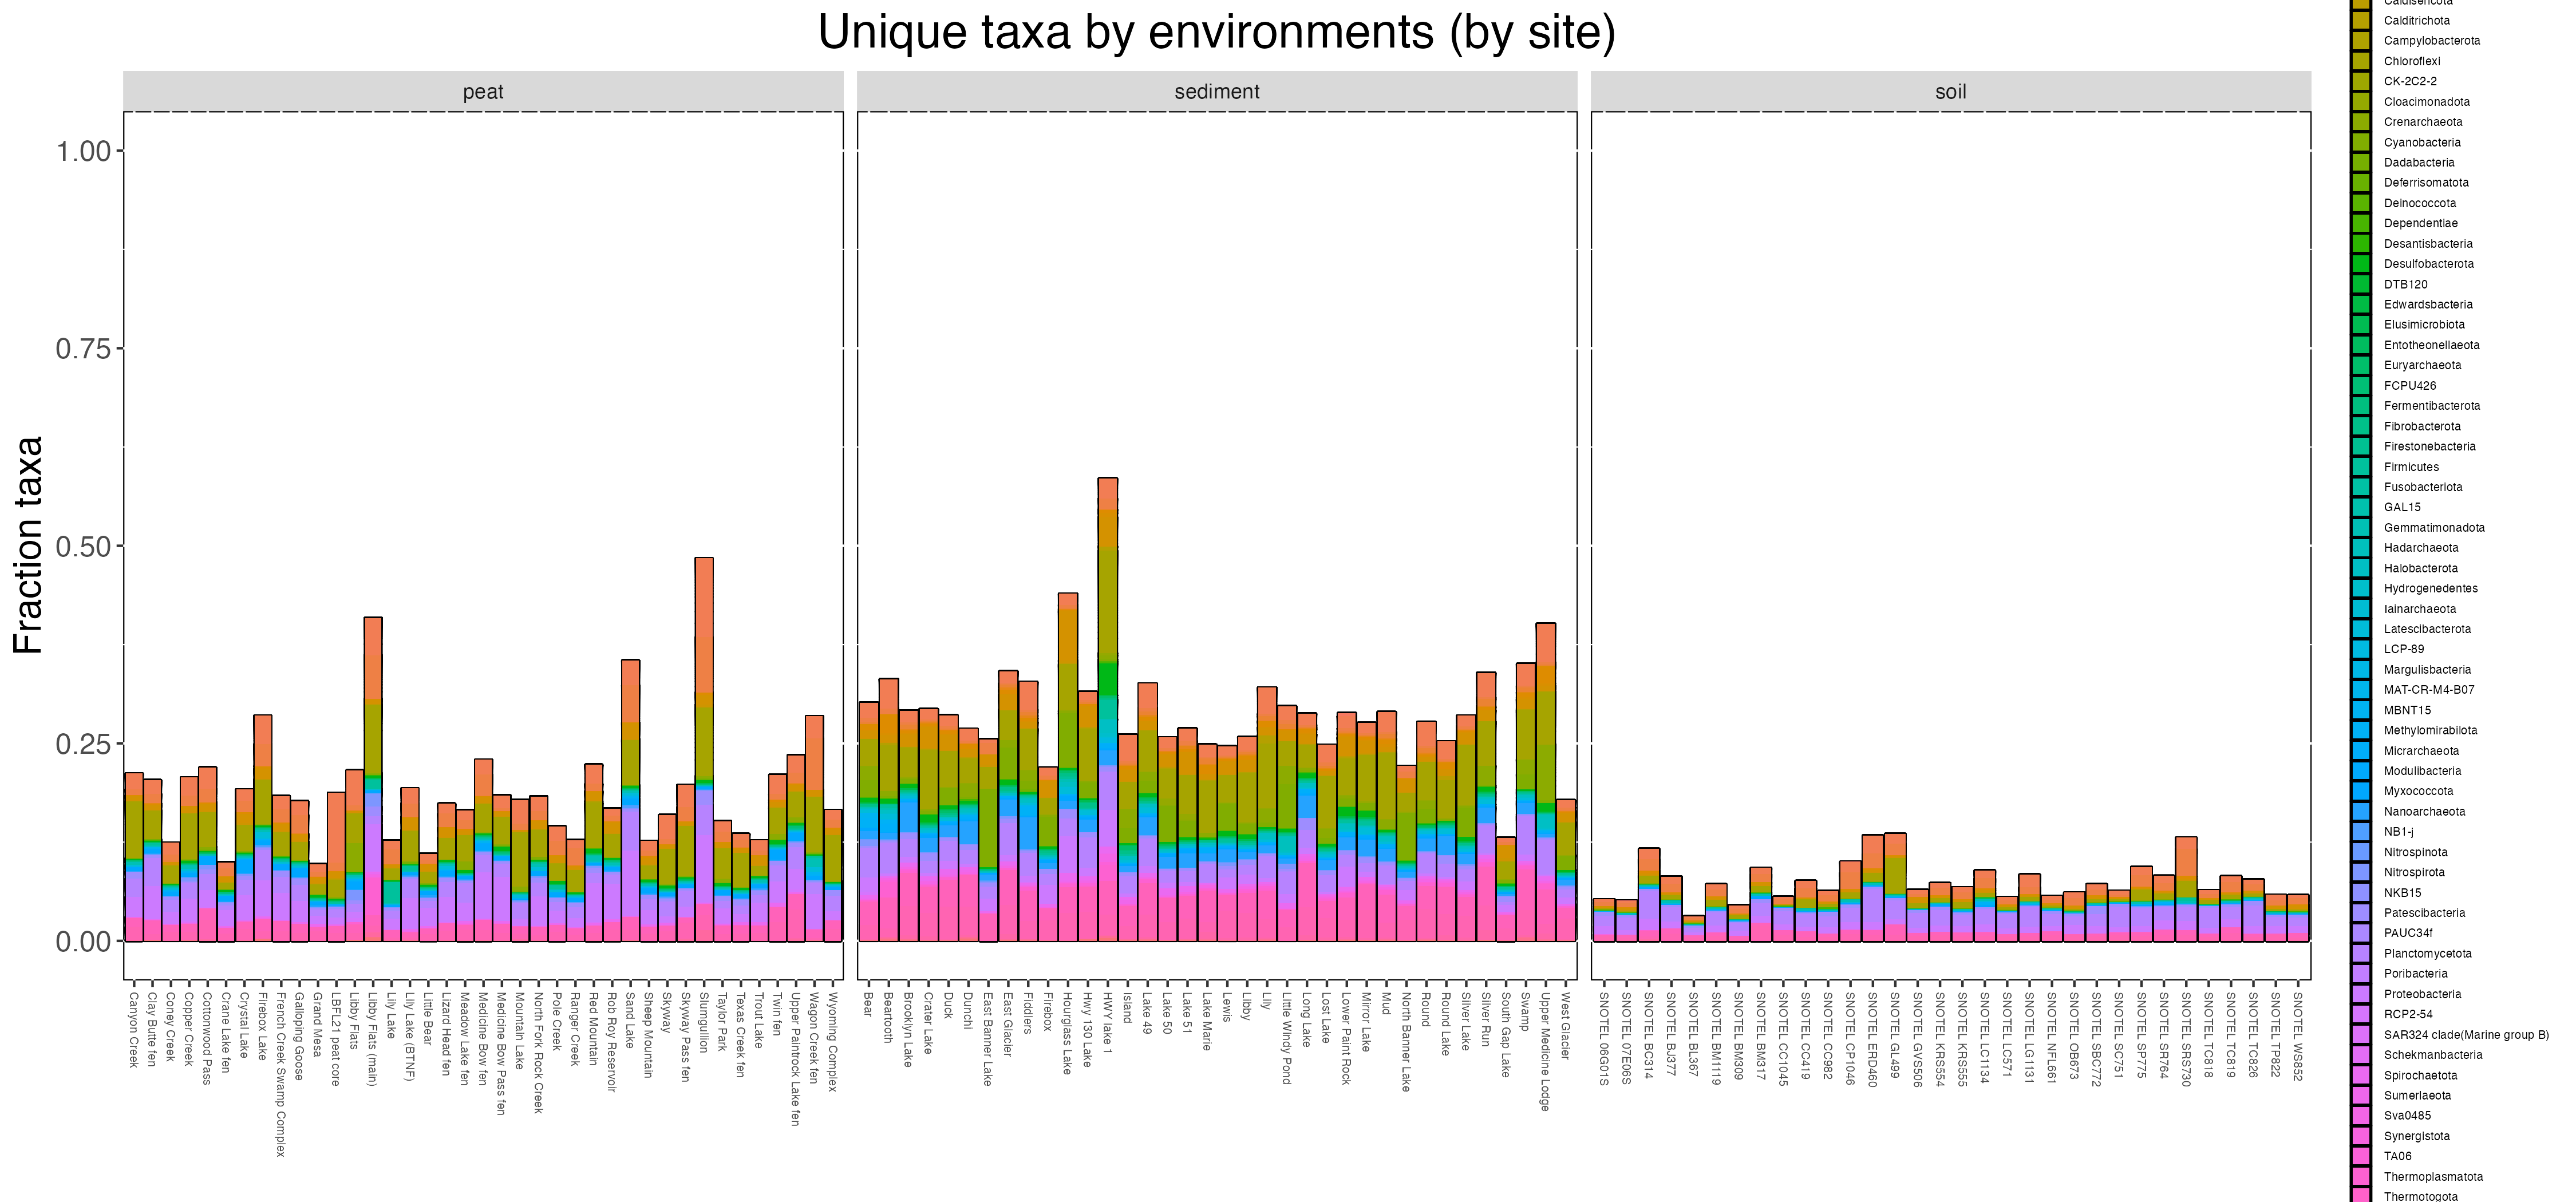 Unique taxa by environments (by site)
peat
sediment
soil
Fraction taxa
1.00
0.75
0.50
0.25
0.00
Canyon Creek
Clay Butte fen
Coney Creek
Copper Creek
Cottonwood Pass
Crane Lake fen
Crystal Lake
Firebox Lake
French Creek Swamp Complex
Galloping Goose
Grand Mesa
LBFL21 peat core
Libby Flats
Libby Flats (main)
Lily Lake
Lily Lake (BTNF)
Little Bear
Lizard Head fen
Meadow Lake fen
Medicine Bow fen
Medicine Bow Pass fen
Mountain Lake
North Fork Rock Creek
Pole Creek
Ranger Creek
Red Mountain
Rob Roy Reservoir
Sand Lake
Sheep Mountain
Skyway
Skyway Pass fen
Slumgullion
Taylor Park
Texas Creek fen
Trout Lake
Twin fen
Upper Paintrock Lake fen
Wagon Creek fen
Wyoming Complex
Bear
Beartooth
Brooklyn Lake
Crater Lake
Duck
Dunchi
East Banner Lake
East Glacier
Fiddlers
Firebox
Hourglass Lake
Hwy 130 Lake
HWY lake 1
Island
Lake 49
Lake 50
Lake 51
Lake Marie
Lewis
Libby
Lily
Little Windy Pond
Long Lake
Lost Lake
Lower Paint Rock
Mirror Lake
Mud
North Banner Lake
Round
Round Lake
Silver Lake
Silver Run
South Gap Lake
Swamp
Upper Medicine Lodge
West Glacier
SNOTEL 06G01S
SNOTEL 07E06S
SNOTEL BC314
SNOTEL BJ377
SNOTEL BL367
SNOTEL BM1119
SNOTEL BM309
SNOTEL BM317
SNOTEL CC1045
SNOTEL CC419
SNOTEL CC982
SNOTEL CP1046
SNOTEL ERD460
SNOTEL GL499
SNOTEL GVS506
SNOTEL KRS554
SNOTEL KRS555
SNOTEL LC134
SNOTEL LC571
SNOTEL LG1131
SNOTEL NFL661
SNOTEL OB673
SNOTEL SBC772
SNOTEL SC751
SNOTEL SP775
SNOTEL SR764
SNOTEL SRS730
SNOTEL TC818
SNOTEL TC819
SNOTEL TC826
SNOTEL TP822
SNOTEL WS852
Caldisericota
Calditrichota
Campylobacterota
Chloroflexi
CK-2C2-2
Cloacimonadota
Crenarchaeota
Cyanobacteria
Dadabacteria
Deferrisomatota
Deinococcota
Dependentiae
Desantisbacteria
Desulfobacterota
DTB120
Edwardsbacteria
Elusimicrobiota
Entotheonellaeota
Euryarchaeota
FCPU426
Fermentibacterota
Fibrobacterota
Firestonebacteria
Firmicutes
Fusobacteriota
GAL15
Gemmatimonadota
Hadarchaeota
Halobacterota
Hydrogenedentes
Iainarchaeota
Latescibacterota
LCP-89
Margulisbacteria
MAT-CR-M4-B07
MBNT15
Methylomirabilota
Micrarchaeota
Modulibacteria
Myxococcota
Nanoarchaeota
NB1-j
Nitrospinota
Nitrospirota
NKB15
Patescibacteria
PAUC34f
Planctomycetota
Poribacteria
Proteobacteria
RCP2-54
SAR324 clade(Marine group B)
Schekmanbacteria
Spirochaetota
Sumerlaeota
Sva0485
Synergistota
TA06
Thermoplasmatota
Thermotogota